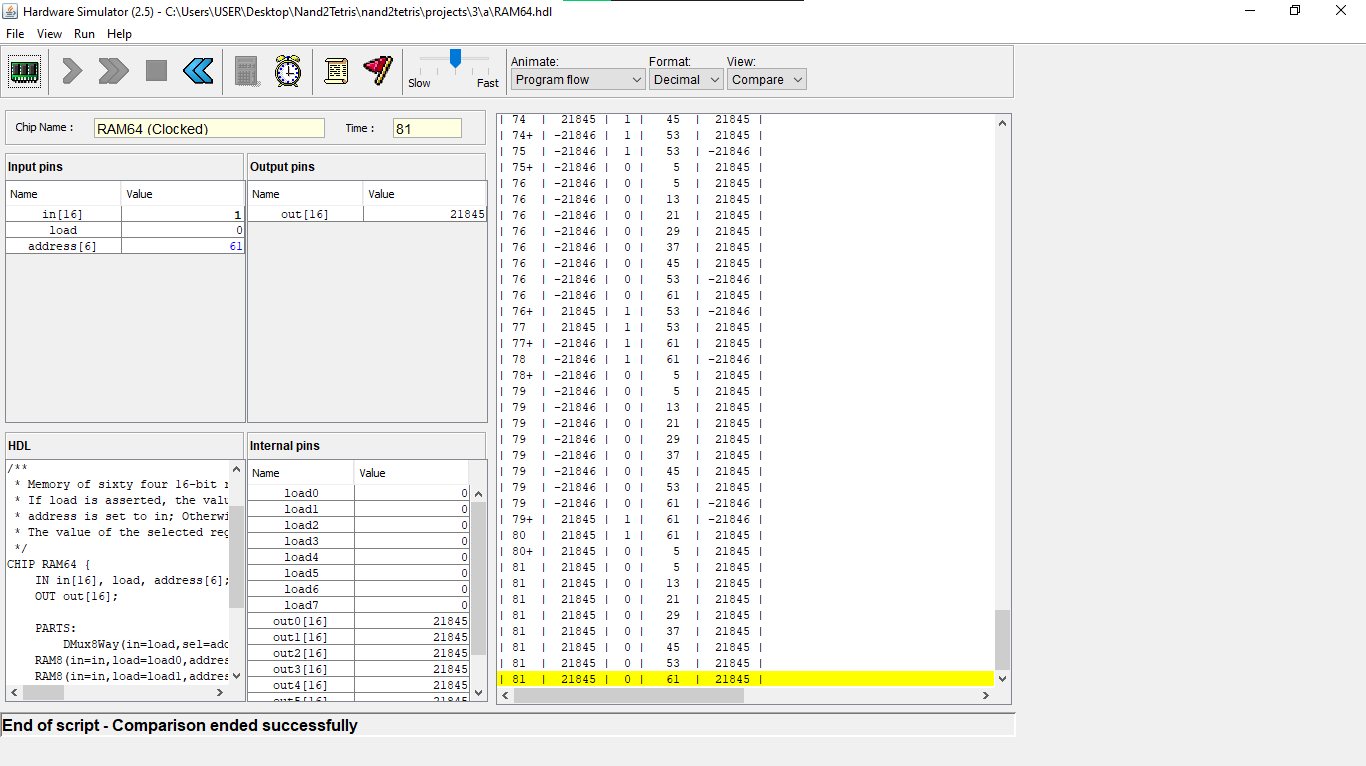 Hardware Simulator (2.5) - C:\Users\USER\Desktop\Nand2Tetris\nand2tetris\projects\3\a\RAM64.hdl
File View Run Help
Slow Fast
Animate: Format: View:
Program flow Decimal Compare
Chip Name : RAM64 (Clocked) Time : 81
Input pins
Name Value
in[16] 1
load 0
address[6] 61
Output pins
Name Value
out[16] 21845
HDL
/**
* Memory of sixty four 16-bit r
* If load is asserted, the valu
* address is set to in; Otherwi
* The value of the selected reg
*/
CHIP RAM64 {
IN in[16], load, address[6];
OUT out[16];
PARTS:
DMux8Way(in=load,sel=add
RAM8(in=in,load=load0,addres
RAM8(in=in,load=load1,addres
Internal pins
Name Value
load0 0
load1 0
load2 0
load3 0
load4 0
load5 0
load6 0
load7 0
out0[16] 21845
out1[16] 21845
out2[16] 21845
out3[16] 21845
out4[16] 21845
out5[16] 21845
| 74 | 21845 | 1 | 45 | 21845 |
| 74+ | -21846 | 1 | 53 | 21845 |
| 75 | -21846 | 1 | 53 | -21846 |
| 75+ | -21846 | 0 | 5 | 21845 |
| 76 | -21846 | 0 | 5 | 21845 |
| 76 | -21846 | 0 | 13 | 21845 |
| 76 | -21846 | 0 | 21 | 21845 |
| 76 | -21846 | 0 | 29 | 21845 |
| 76 | -21846 | 0 | 37 | 21845 |
| 76 | -21846 | 0 | 45 | 21845 |
| 76 | -21846 | 0 | 53 | -21846 |
| 76 | -21846 | 0 | 61 | 21845 |
| 76+ | 21845 | 1 | 53 | -21846 |
| 77 | 21845 | 1 | 53 | 21845 |
| 77+ | -21846 | 1 | 61 | 21845 |
| 78 | -21846 | 1 | 61 | -21846 |
| 78+ | -21846 | 0 | 5 | 21845 |
| 79 | -21846 | 0 | 5 | 21845 |
| 79 | -21846 | 0 | 13 | 21845 |
| 79 | -21846 | 0 | 21 | 21845 |
| 79 | -21846 | 0 | 29 | 21845 |
| 79 | -21846 | 0 | 37 | 21845 |
| 79 | -21846 | 0 | 45 | 21845 |
| 79 | -21846 | 0 | 53 | 21845 |
| 79 | -21846 | 0 | 61 | -21846 |
| 79+ | 21845 | 1 | 61 | -21846 |
| 80 | 21845 | 1 | 61 | 21845 |
| 80+ | 21845 | 0 | 5 | 21845 |
| 81 | 21845 | 0 | 5 | 21845 |
| 81 | 21845 | 0 | 13 | 21845 |
| 81 | 21845 | 0 | 21 | 21845 |
| 81 | 21845 | 0 | 29 | 21845 |
| 81 | 21845 | 0 | 37 | 21845 |
| 81 | 21845 | 0 | 45 | 21845 |
| 81 | 21845 | 0 | 53 | 21845 |
| 81 | 21845 | 0 | 61 | 21845 |
End of script - Comparison ended successfully